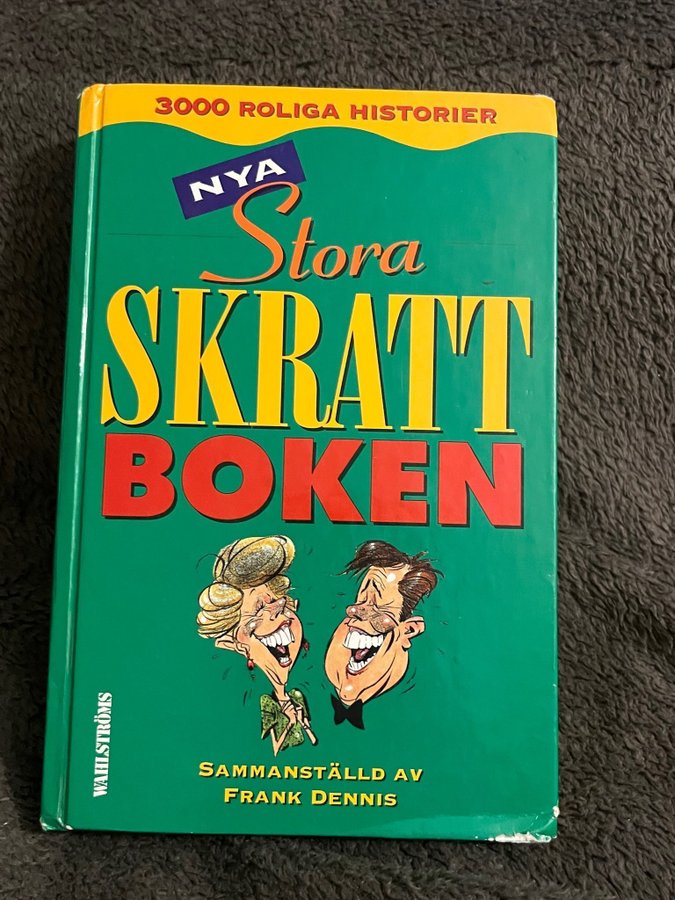 3000 ROLIGA HISTORIER
NYA
Stora
SKRATT
BOKEN
WAHLSTRÖMS
SAMMANSTÄLLD AV
FRANK DENNIS